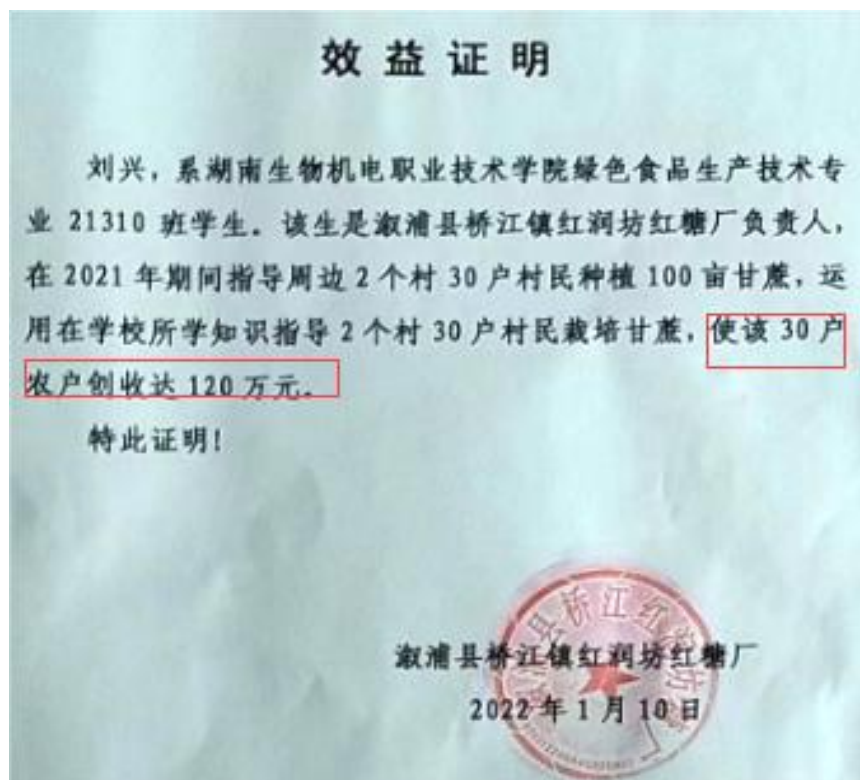 效益证明
刘兴，系湖南生物机电职业技术学院绿色食品生产技术专
业 21310 班学生。该生是溆浦县桥江镇红润坊红糖厂负责人，
在 2021 年期间指导周边 2 个村 30 户村民种植 100 亩甘蔗，运
用在学校所学知识指导 2 个村 30 户村民栽培甘蔗，使该 30 户
农户创收达 120 万元。
特此证明！
溆浦县桥江镇红润坊红糖厂
2022 年 1 月 10 日